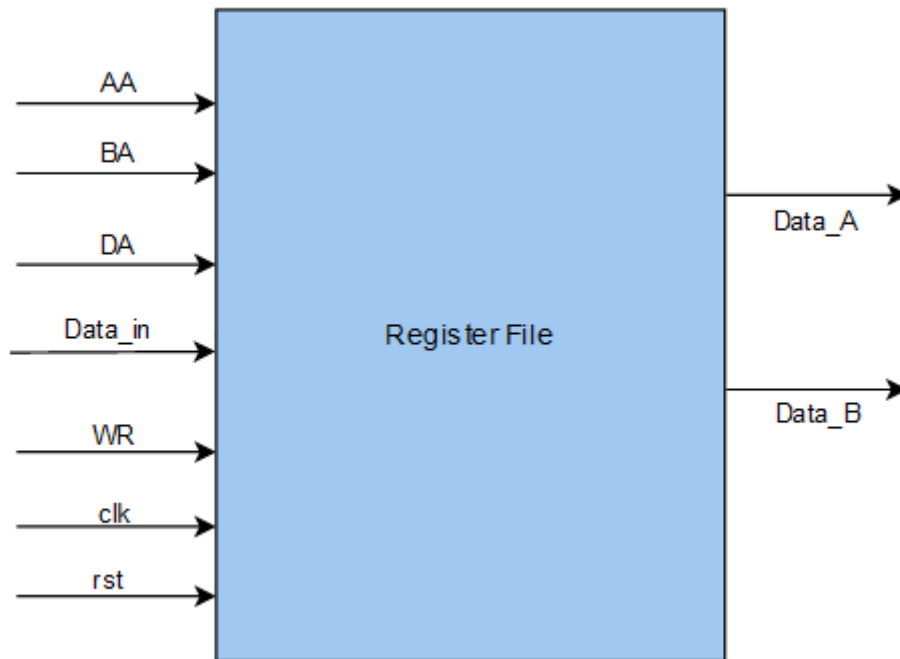 AA
BA
DA
Data_in
WR
clk
rst
Register File
Data_A
Data_B